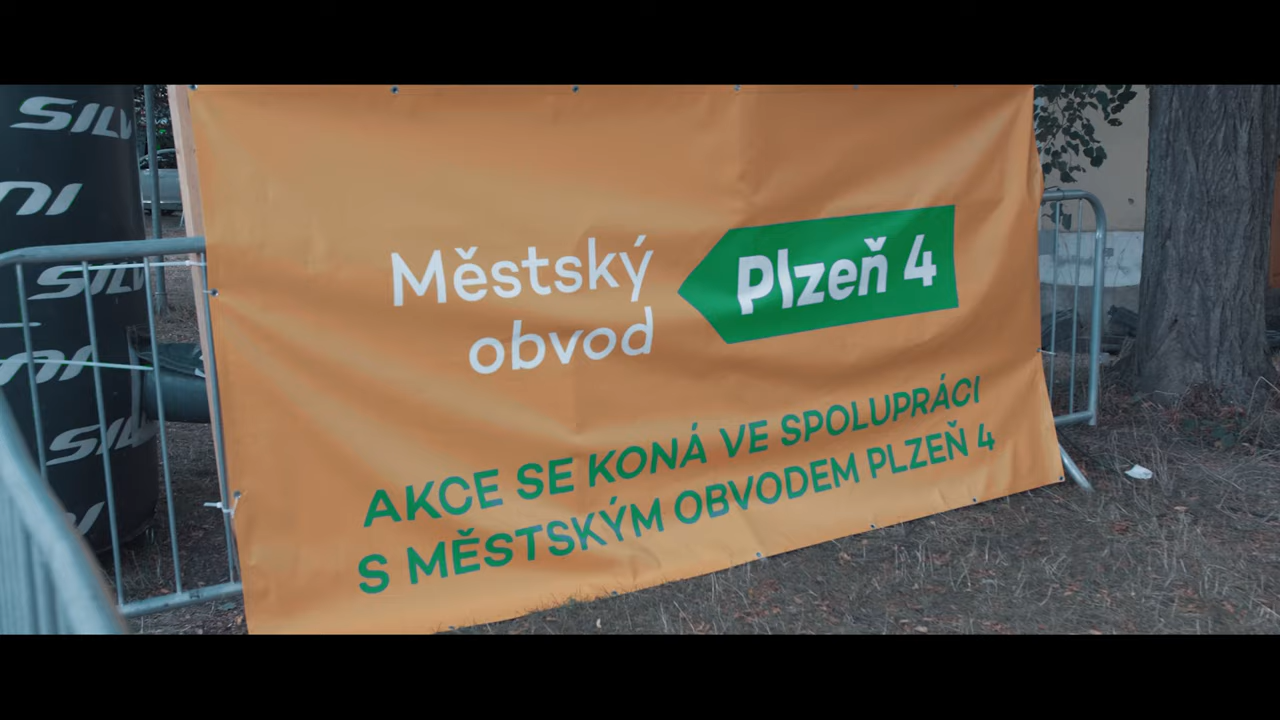 Městský
obvod
Plzeň 4
AKCE SE KONÁ VE SPOLUPRÁCI
S MĚSTSKÝM OBVODEM PLZEŇ 4